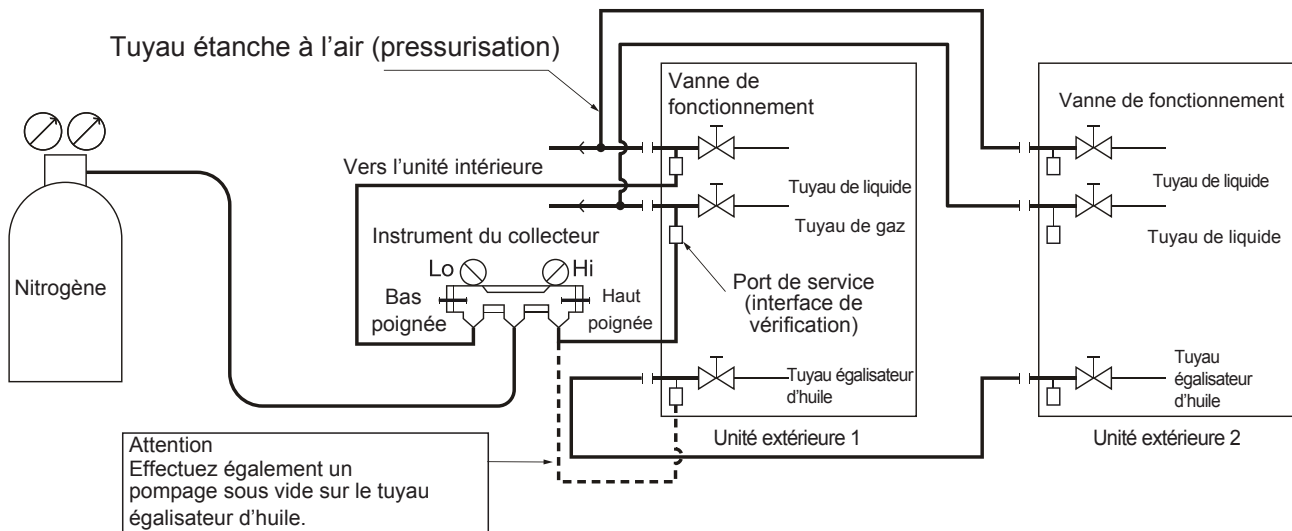 Tuyau étanche à l'air (pressurisation)
Vanne de
fonctionnement
Vanne de fonctionnement
Vers l'unité intérieure
Tuyau de liquide
Tuyau de gaz
Tuyau de liquide
Tuyau de liquide
Instrument du collecteur
Lo
Hi
Nitrogène
Bas
poignée
Haut
poignée
Port de service
(interface de
vérification)
Tuyau égalisateur
d'huile
Tuyau
égalisateur
d'huile
Unité extérieure 1
Unité extérieure 2
Attention
Effectuez également un
pompage sous vide sur le tuyau
égalisateur d'huile.